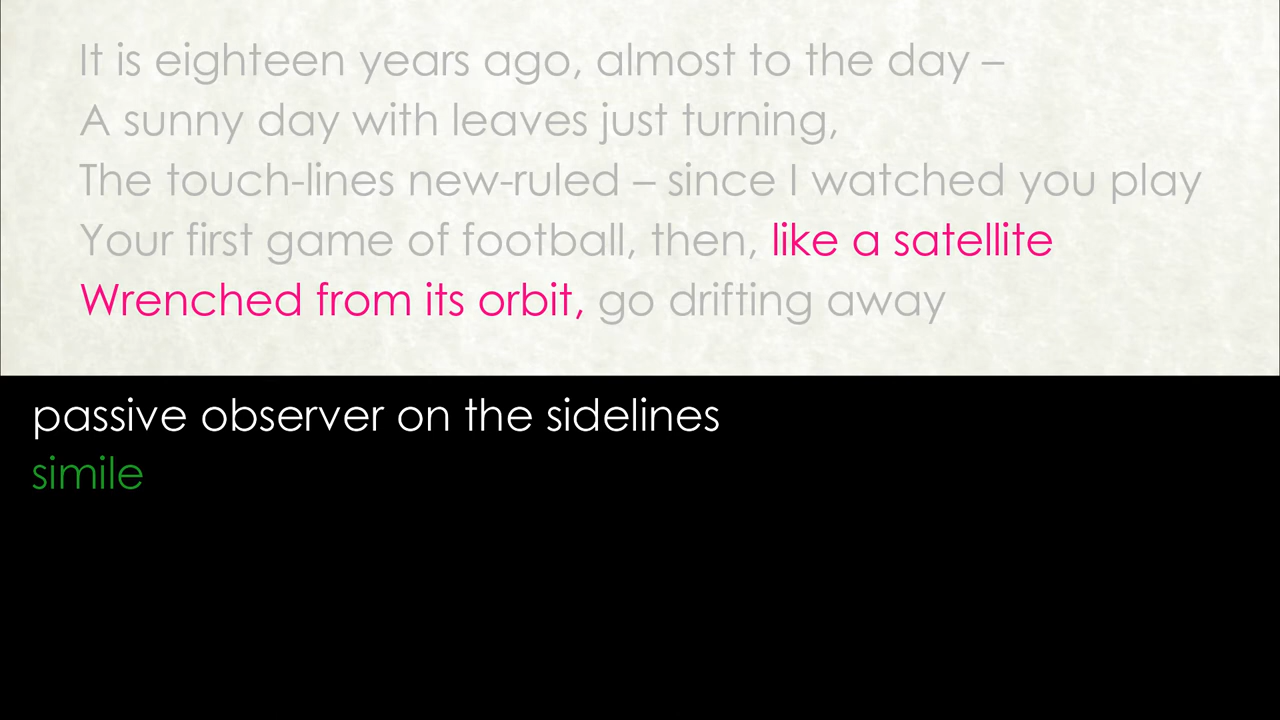 It is eighteen years ago, almost to the day –
A sunny day with leaves just turning,
The touch-lines new-ruled – since I watched you play
Your first game of football, then, like a satellite
Wrenched from its orbit, go drifting away
passive observer on the sidelines
simile